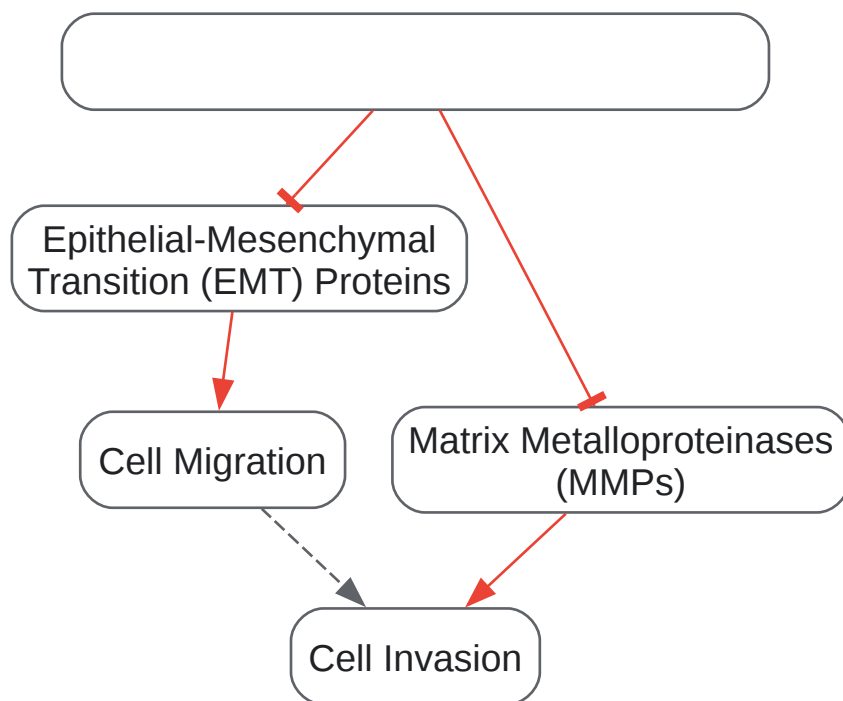 Epithelial-Mesenchymal
Transition (EMT) Proteins
Cell Migration
Matrix Metalloproteinases
(MMPs)
Cell Invasion